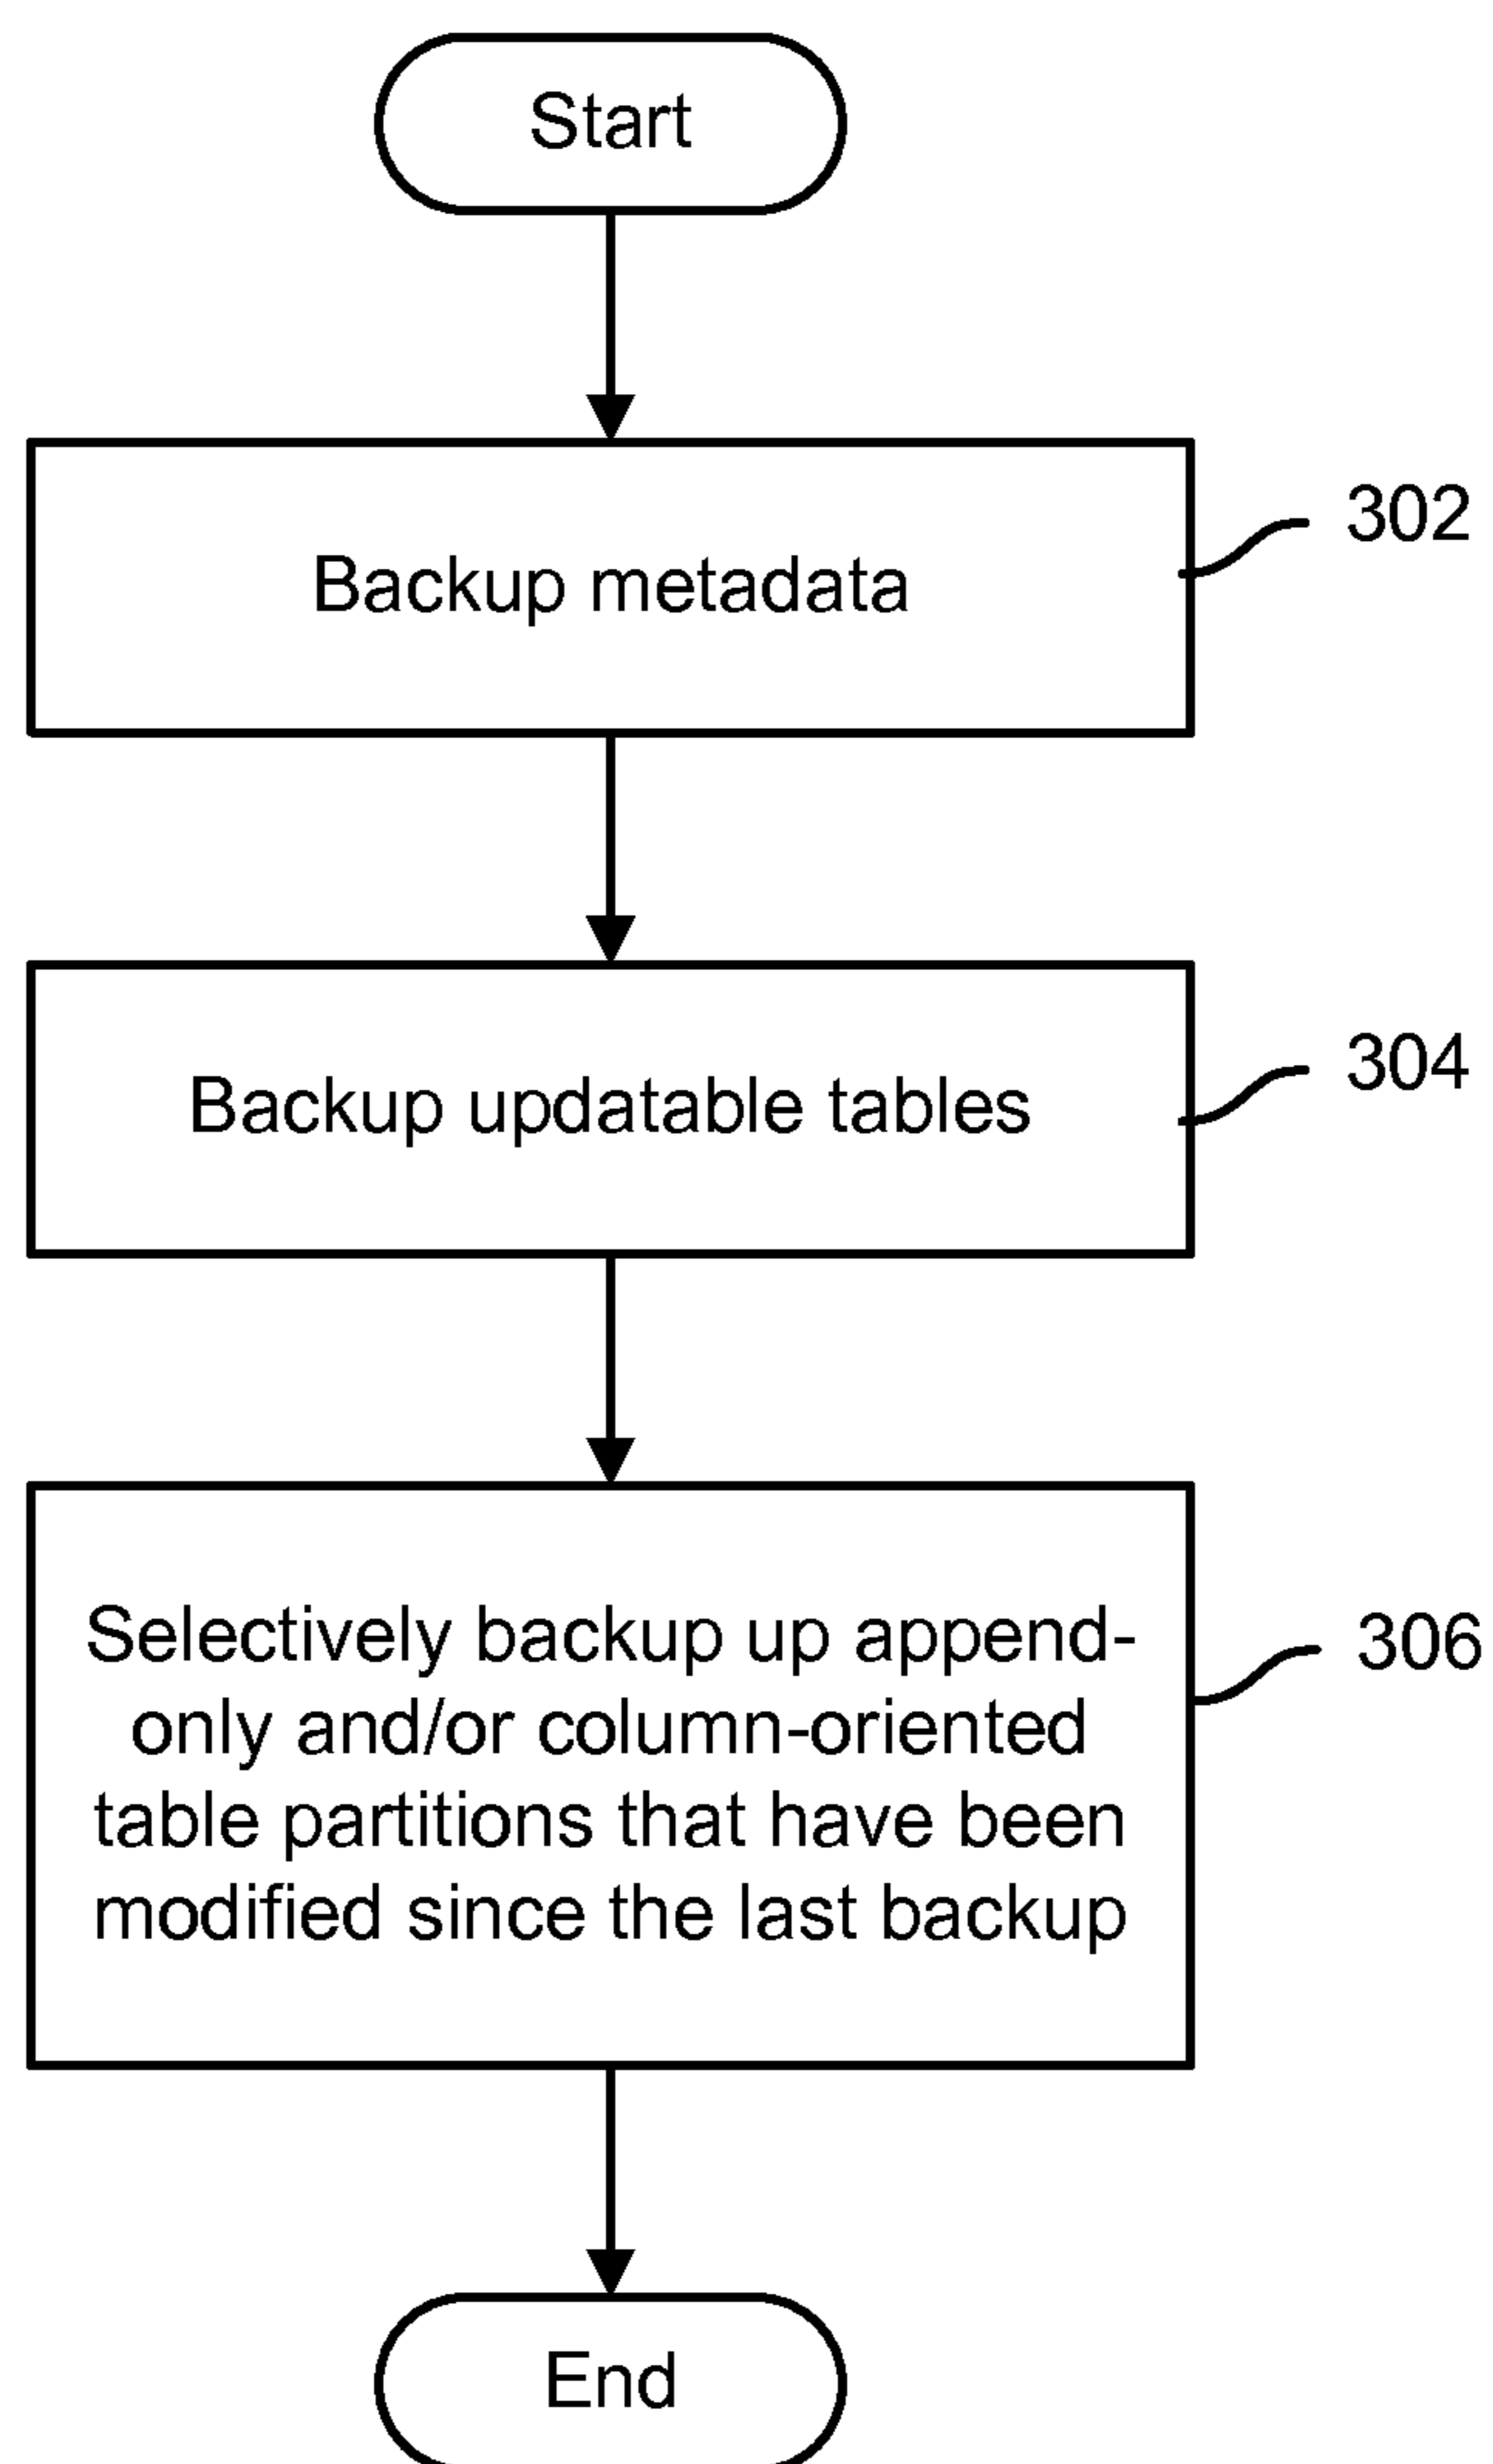 Start
Backup metadata
302
Backup updatable tables
304
Selectively backup up append-
only and/or column-oriented
table partitions that have been
modified since the last backup
306
End